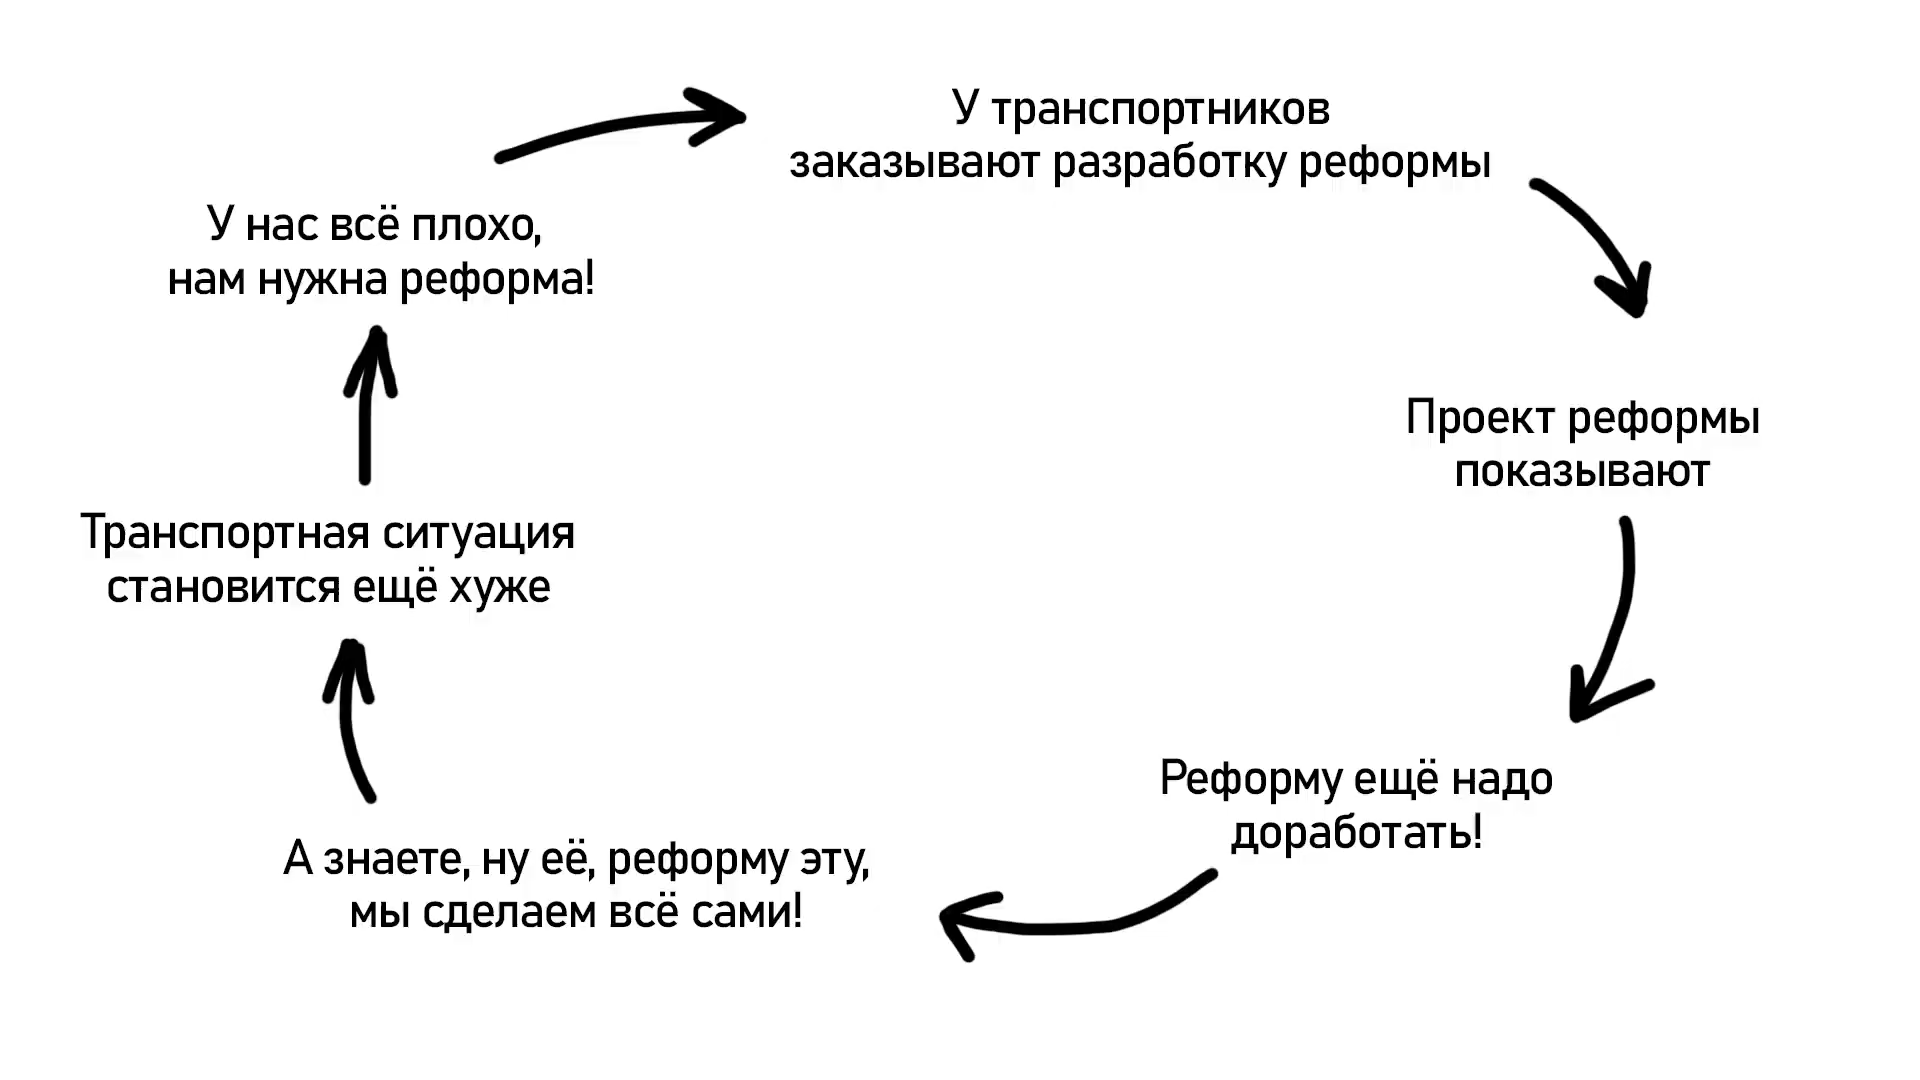 У нас всё плохо,
нам нужна реформа!
У транспортников
заказывают разработку реформы
Проект реформы
показывают
Реформу ещё надо
доработать!
А знаете, ну её, реформу эту,
мы сделаем всё сами!
Транспортная ситуация
становится ещё хуже